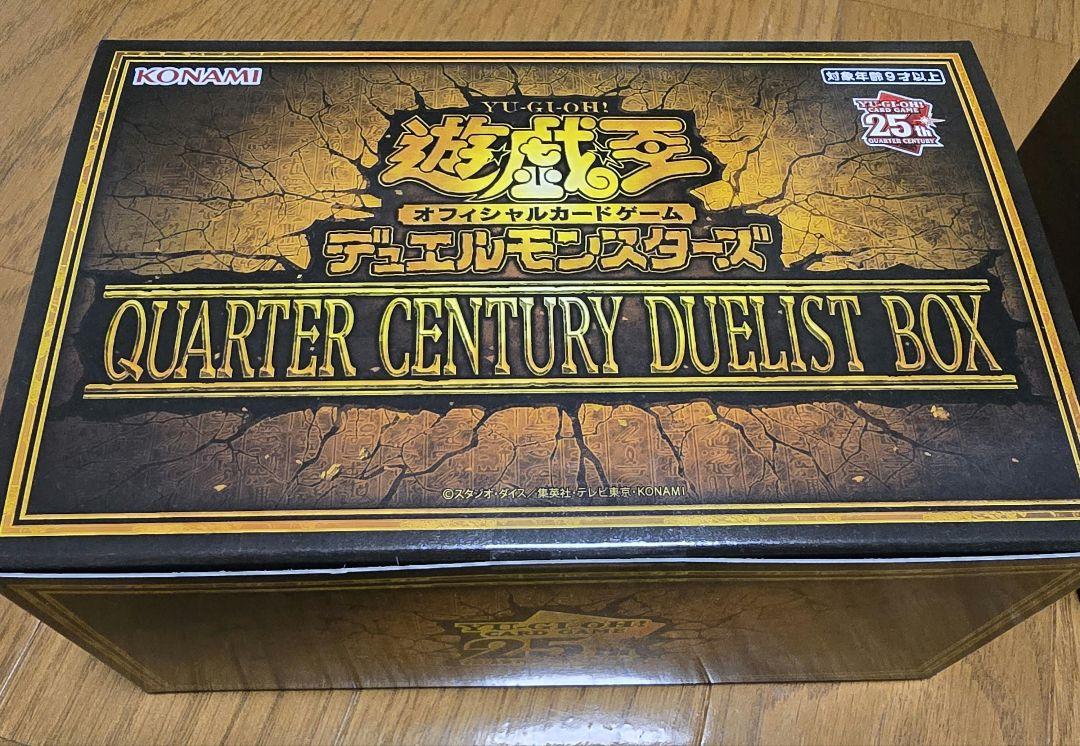 KONAMI
対象年齢9才以上
YU-GI-OH!
遊戯王
オフィシャルカードゲーム
デュエルモンスターズ
YU-GI-OH!
CARD GAME
25th
QUARTER CENTURY
QUARTER CENTURY DUELIST BOX
©スタジオ・ダイス/集英社・テレビ東京・KONAMI
YU-GI-OH!
CARD GAME
25th